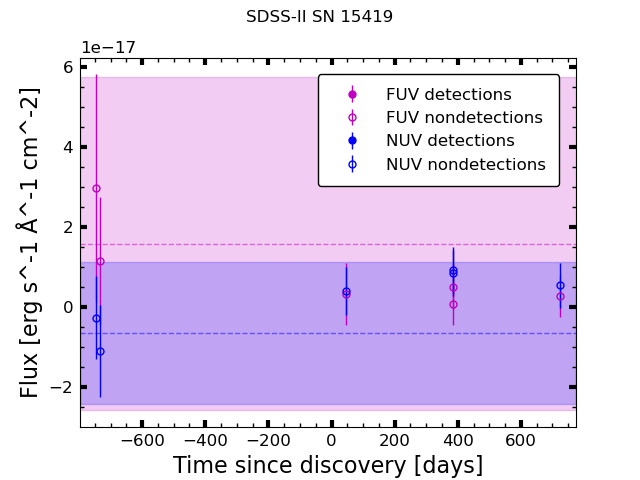 SDSS-II SN 15419
1e−17
6
4
2
0
−2
FUV detections
FUV nondetections
NUV detections
NUV nondetections
−600 −400 −200 0 200 400 600
Time since discovery [days]
Flux [erg s^-1 Å^-1 cm^-2]